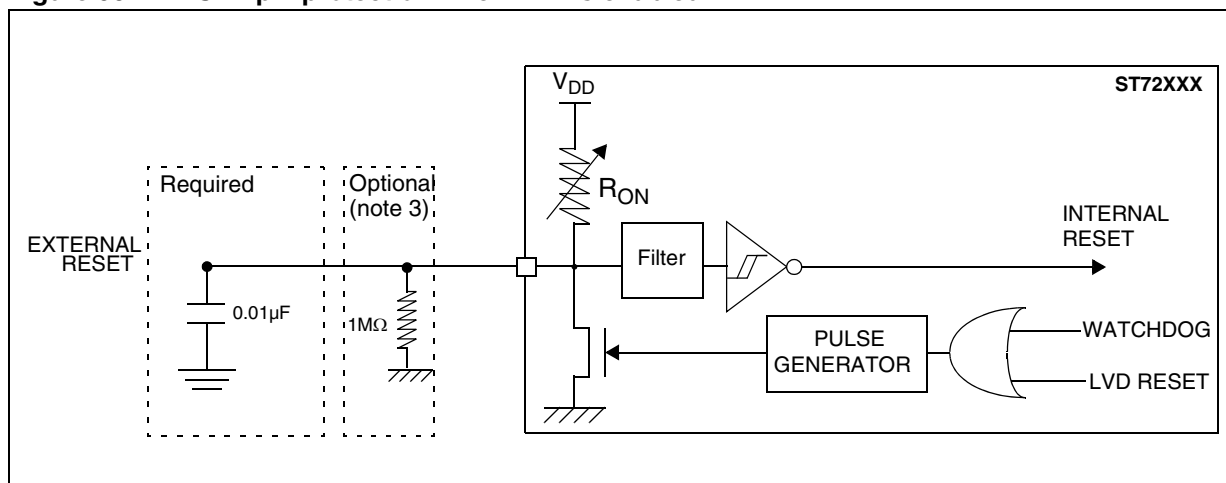 ST72XXX
VDD
RON
Required
Optional
(note 3)
EXTERNAL
RESET
0.01µF
1MΩ
Filter
INTERNAL
RESET
PULSE
GENERATOR
WATCHDOG
LVD RESET